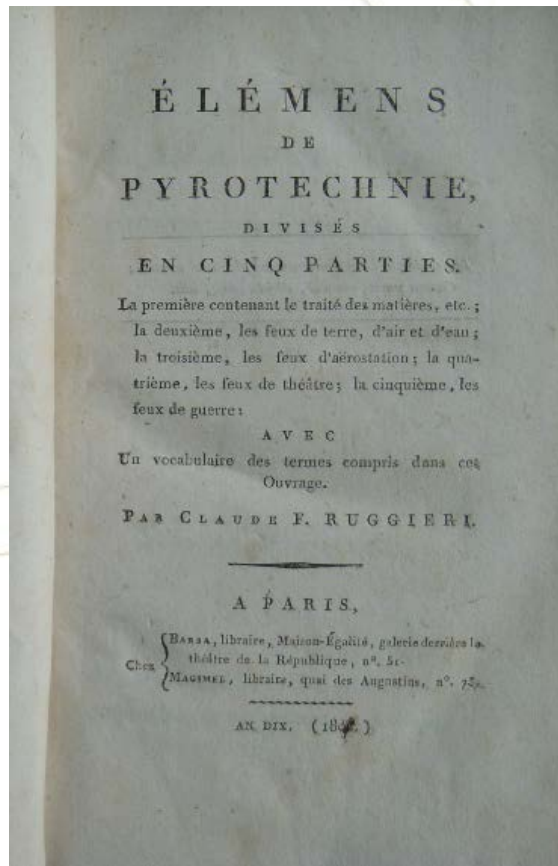 ÉLÉMENS
DE
PYROTECHNIE,
DIVISÉS
EN CINQ PARTIES.
La première contenant le traité des matières, etc. ;
la deuxième, les feux de terre, d'air et d'eau ;
la troisième, les feux d'aérostation ; la qua-
trième, les feux de théâtre ; la cinquième, les
feux de guerre :
AVEC
Un vocabulaire des termes compris dans cet
Ouvrage.
PAR CLAUDE F. RUGGIERI.
A PARIS,
BARBA, libraire, Maison-Égalité, galerie derrière le
théâtre de la République, n°. 51.
Chez
MAGIMEL, libraire, quai des Augustins, n°.
AN DIX.